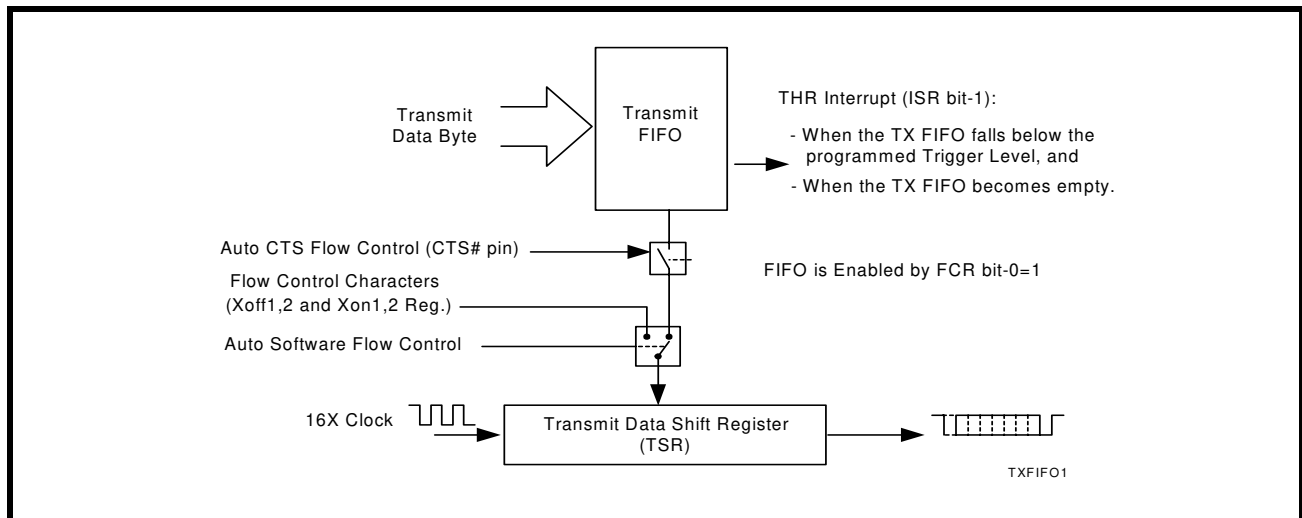 Transmit
Data Byte
Transmit
FIFO
THR Interrupt (ISR bit-1):
- When the TX FIFO falls below the
programmed Trigger Level, and
- When the TX FIFO becomes empty.
Auto CTS Flow Control (CTS# pin)
FIFO is Enabled by FCR bit-0=1
Flow Control Characters
(Xoff1,2 and Xon1,2 Reg.)
Auto Software Flow Control
16X Clock
Transmit Data Shift Register
(TSR)
TXFIFO1